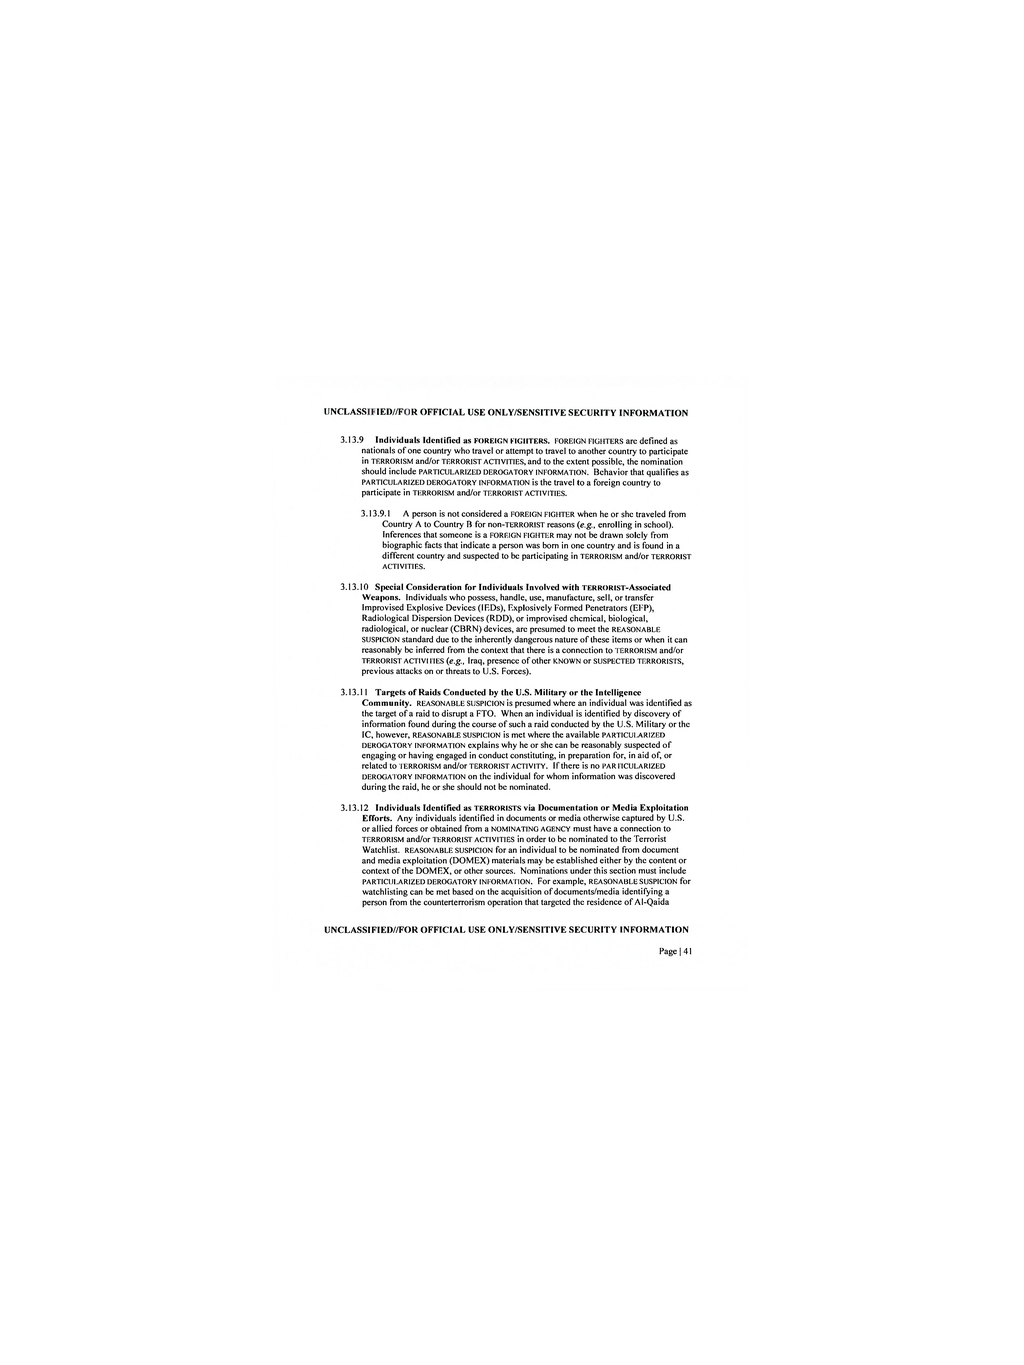 UNCLASSIFIED//FOR OFFICIAL USE ONLY/SENSITIVE SECURITY INFORMATION
3.13.9 Individuals Identified as FOREIGN FIGHTERS. FOREIGN FIGHTERS are defined as
nationals of one country who travel or attempt to travel to another country to participate
in TERRORISM and/or TERRORIST ACTIVITIES, and to the extent possible, the nomination
should include PARTICULARIZED DEROGATORY INFORMATION. Behavior that qualifies as
PARTICULARIZED DEROGATORY INFORMATION is the travel to a foreign country to
participate in TERRORISM and/or TERRORIST ACTIVITIES.
3.13.9.1 A person is not considered a FOREIGN FIGHTER when he or she traveled from
Country A to Country B for non-TERRORIST reasons (e.g., enrolling in school).
Inferences that someone is a FOREIGN FIGHTER may not be drawn solely from
biographic facts that indicate a person was born in one country and is found in a
different country and suspected to be participating in TERRORISM and/or TERRORIST
ACTIVITIES.
3.13.10 Special Consideration for Individuals Involved with TERRORIST-Associated
Weapons. Individuals who possess, handle, use, manufacture, sell, or transfer
Improvised Explosive Devices (IEDs), Explosively Formed Penetrators (EFP),
Radiological Dispersion Devices (RDD), or improvised chemical, biological,
radiological, or nuclear (CBRN) devices, are presumed to meet the REASONABLE
SUSPICION standard due to the inherently dangerous nature of these items or when it can
reasonably be inferred from the context that there is a connection to TERRORISM and/or
TERRORIST ACTIVITIES (e.g., Iraq, presence of other KNOWN or SUSPECTED TERRORISTS,
previous attacks on or threats to U.S. Forces).
3.13.11 Targets of Raids Conducted by the U.S. Military or the Intelligence
Community. REASONABLE SUSPICION is presumed where an individual was identified as
the target of a raid to disrupt a FTO. When an individual is identified by discovery of
information found during the course of such a raid conducted by the U.S. Military or the
IC, however, REASONABLE SUSPICION is met where the available PARTICULARIZED
DEROGATORY INFORMATION explains why he or she can be reasonably suspected of
engaging or having engaged in conduct constituting, in preparation for, in aid of, or
related to TERRORISM and/or TERRORIST ACTIVITY. If there is no PARTICULARIZED
DEROGATORY INFORMATION on the individual for whom information was discovered
during the raid, he or she should not be nominated.
3.13.12 Individuals Identified as TERRORISTS via Documentation or Media Exploitation
Efforts. Any individuals identified in documents or media otherwise captured by U.S.
or allied forces or obtained from a NOMINATING AGENCY must have a connection to
TERRORISM and/or TERRORIST ACTIVITIES in order to be nominated to the Terrorist
Watchlist. REASONABLE SUSPICION for an individual to be nominated from document
and media exploitation (DOMEX) materials may be established either by the content or
context of the DOMEX, or other sources. Nominations under this section must include
PARTICULARIZED DEROGATORY INFORMATION. For example, REASONABLE SUSPICION for
watchlisting can be met based on the acquisition of documents/media identifying a
person from the counterterrorism operation that targeted the residence of Al-Qaida
UNCLASSIFIED//FOR OFFICIAL USE ONLY/SENSITIVE SECURITY INFORMATION
Page | 41